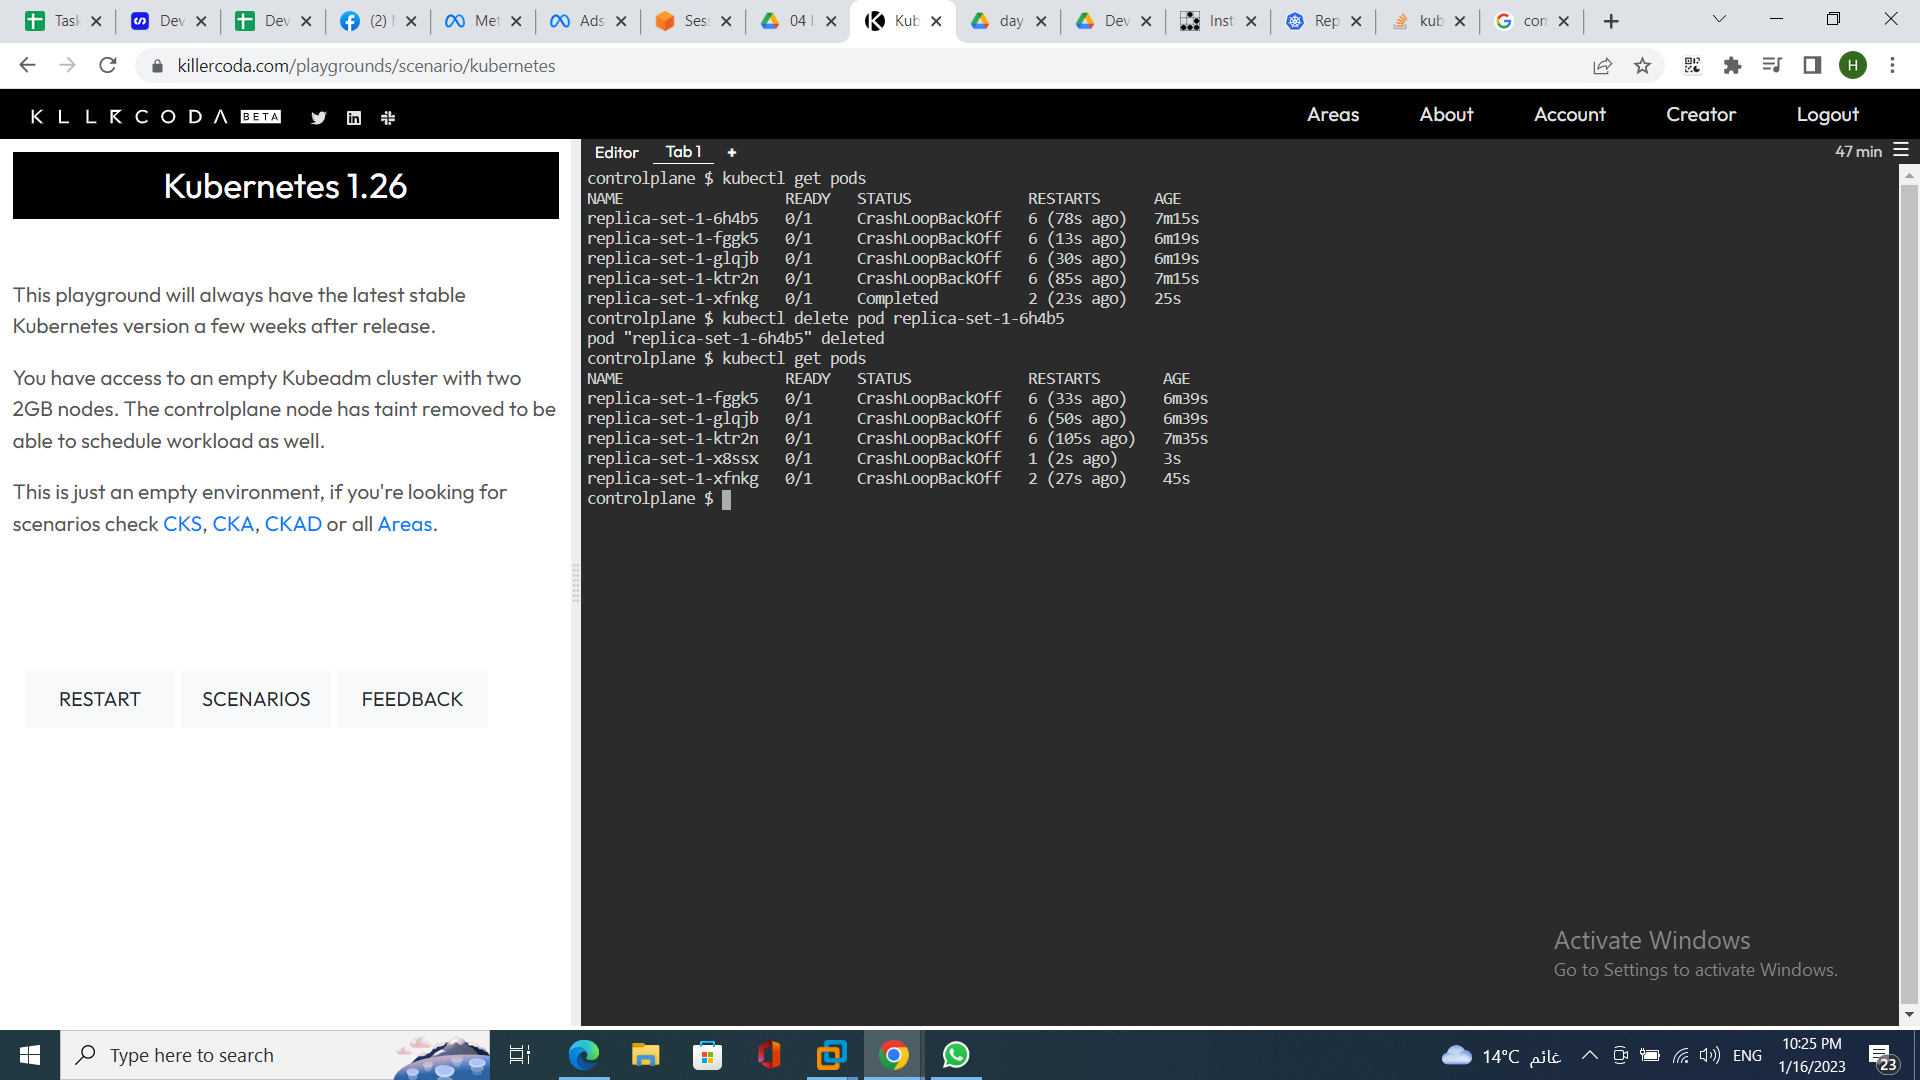 Task
Dev
Dev
(2)
Met
Ads
Ses
04
Kub
day
Dev
Inst
Rep
kub
com
killercoda.com/playgrounds/scenario/kubernetes
H
KLLRCODA BETA
Areas
About
Account
Creator
Logout
Kubernetes 1.26
This playground will always have the latest stable
Kubernetes version a few weeks after release.
You have access to an empty Kubeadm cluster with two
2GB nodes. The controlplane node has taint removed to be
able to schedule workload as well.
This is just an empty environment, if you're looking for
scenarios check CKS, CKA, CKAD or all Areas.
RESTART
SCENARIOS
FEEDBACK
Editor
Tab 1
+
47 min
controlplane $ kubectl get pods
NAME READY STATUS RESTARTS AGE
replica-set-1-6h4b5 0/1 CrashLoopBackOff 6 (78s ago) 7m15s
replica-set-1-fggk5 0/1 CrashLoopBackOff 6 (13s ago) 6m19s
replica-set-1-glqjb 0/1 CrashLoopBackOff 6 (30s ago) 6m19s
replica-set-1-ktr2n 0/1 CrashLoopBackOff 6 (85s ago) 7m15s
replica-set-1-xfnkg 0/1 Completed 2 (23s ago) 25s
controlplane $ kubectl delete pod replica-set-1-6h4b5
pod "replica-set-1-6h4b5" deleted
controlplane $ kubectl get pods
NAME READY STATUS RESTARTS AGE
replica-set-1-fggk5 0/1 CrashLoopBackOff 6 (33s ago) 6m39s
replica-set-1-glqjb 0/1 CrashLoopBackOff 6 (50s ago) 6m39s
replica-set-1-ktr2n 0/1 CrashLoopBackOff 6 (105s ago) 7m35s
replica-set-1-x8ssx 0/1 CrashLoopBackOff 1 (2s ago) 3s
replica-set-1-xfnkg 0/1 CrashLoopBackOff 2 (27s ago) 45s
controlplane $
Activate Windows
Go to Settings to activate Windows.
Type here to search
14°C غائم
ENG
10:25 PM
1/16/2023
23